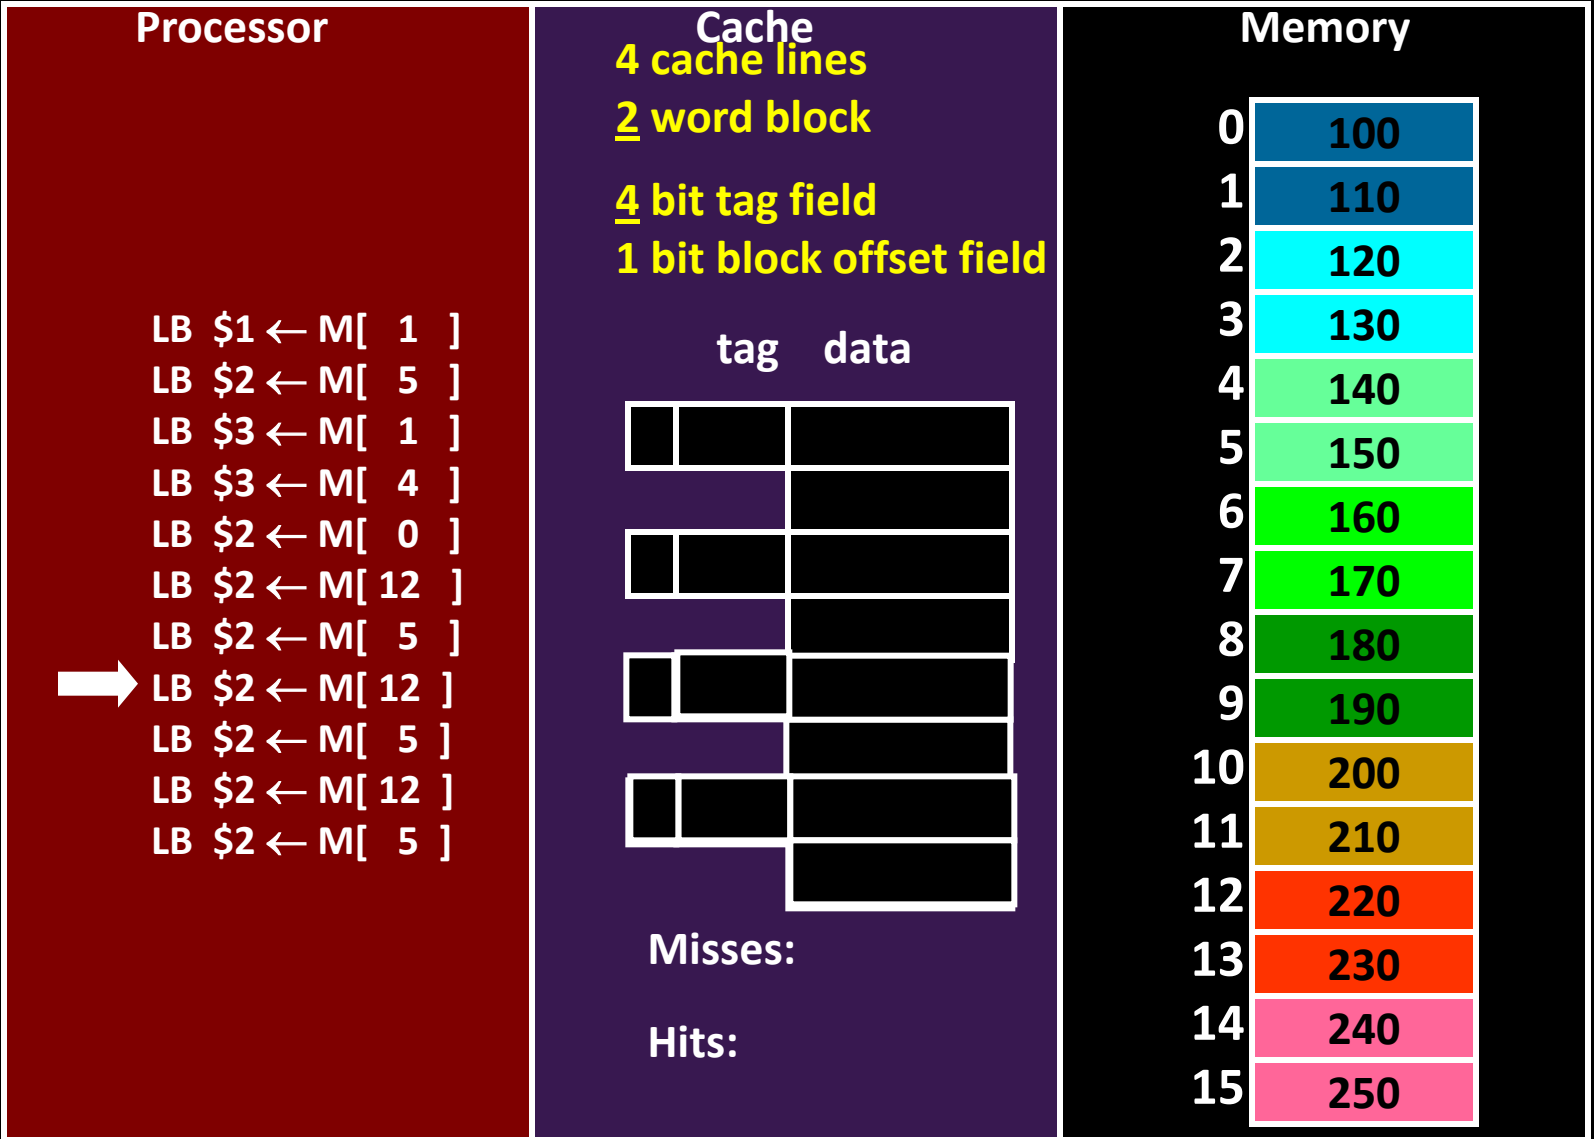 Processor
LB $1 ← M[ 1 ]
LB $2 ← M[ 5 ]
LB $3 ← M[ 1 ]
LB $3 ← M[ 4 ]
LB $2 ← M[ 0 ]
LB $2 ← M[ 12 ]
LB $2 ← M[ 5 ]
LB $2 ← M[ 12 ]
LB $2 ← M[ 5 ]
LB $2 ← M[ 12 ]
LB $2 ← M[ 5 ]
Cache
4 cache lines
2 word block
4 bit tag field
1 bit block offset field
tag data
Misses:
Hits:
Memory
0 100
1 110
2 120
3 130
4 140
5 150
6 160
7 170
8 180
9 190
10 200
11 210
12 220
13 230
14 240
15 250